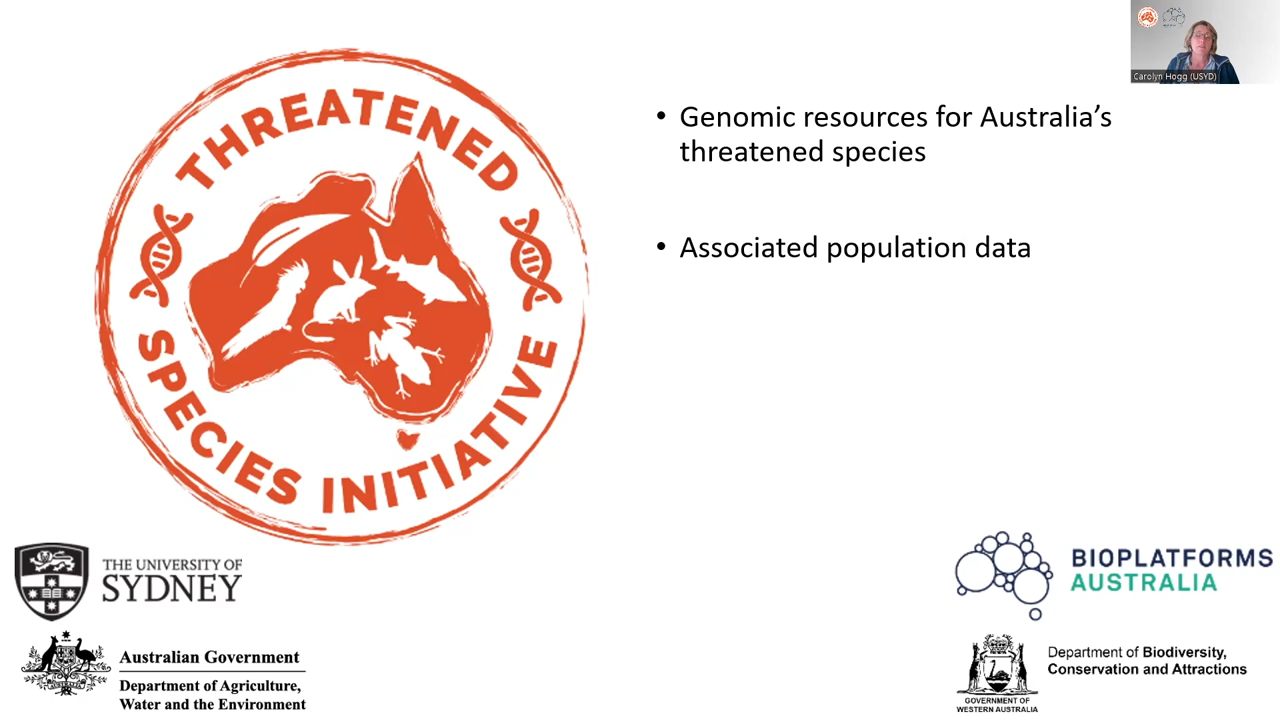 THREATENED
SPECIES INITIATIVE
Carolyn Hogg (USYD)
• Genomic resources for Australia’s
threatened species
• Associated population data
THE UNIVERSITY OF
SYDNEY
Australian Government
Department of Agriculture,
Water and the Environment
BIOPLATFORMS
AUSTRALIA
GOVERNMENT OF
WESTERN AUSTRALIA
Department of Biodiversity,
Conservation and Attractions